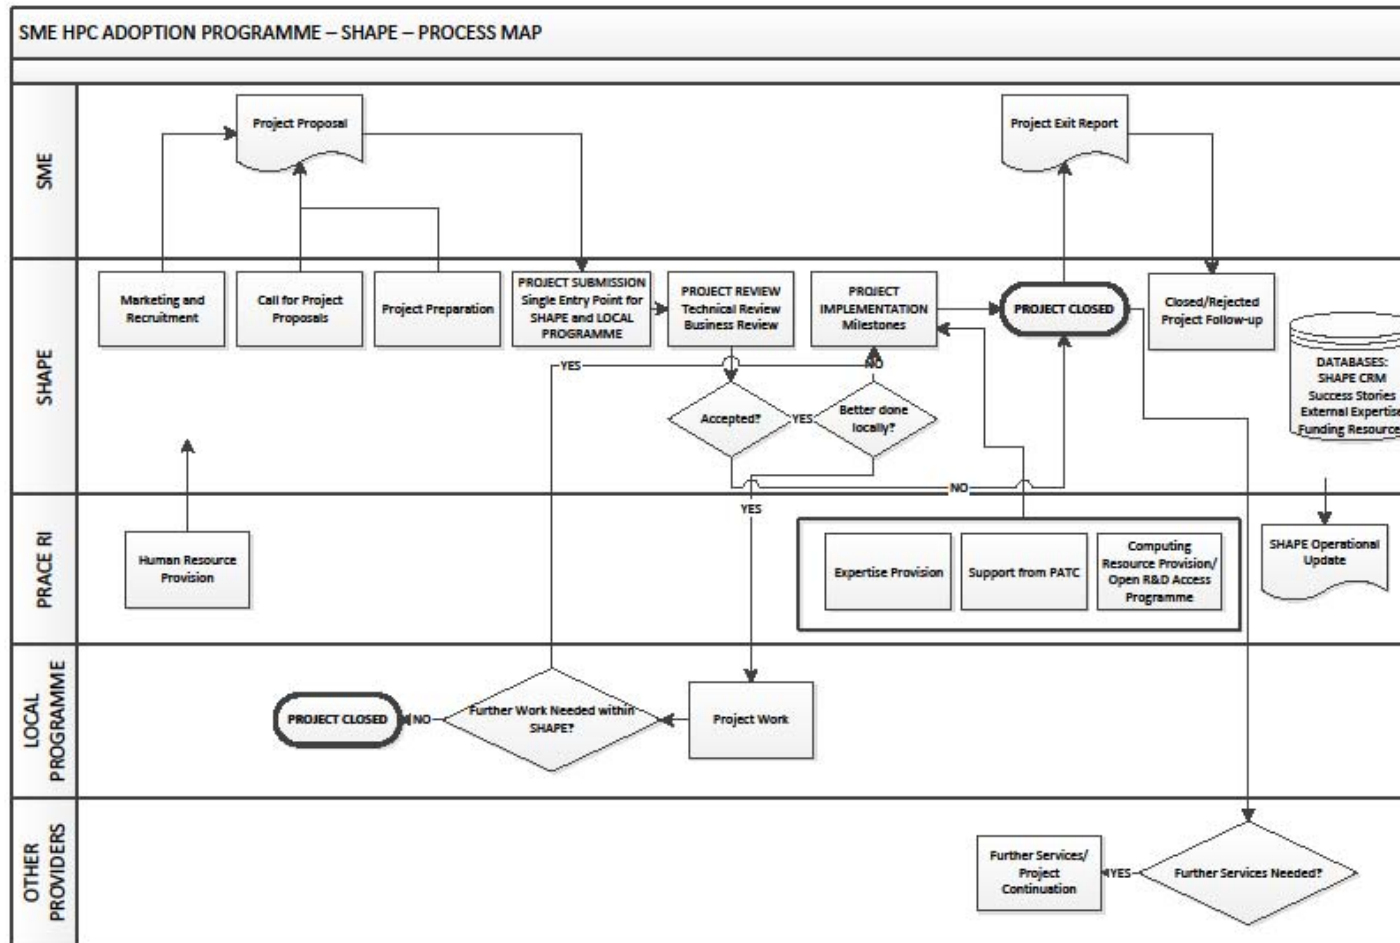 SME HPC ADOPTION PROGRAMME – SHAPE – PROCESS MAP
SME
Project Proposal
Project Exit Report
SHAPE
Marketing and
Recruitment
Call for Project
Proposals
Project Preparation
PROJECT SUBMISSION
Single Entry Point for
SHAPE and LOCAL
PROGRAMME
PROJECT REVIEW
Technical Review
Business Review
PROJECT
IMPLEMENTATION
Milestones
PROJECT CLOSED
Closed/Rejected
Project Follow-up
DATABASES:
SHAPE CRM
Success Stories
External Expertise
Funding Resource
YES
NO
Accepted?
YES
Better done
locally?
NO
YES
PRACE RI
Human Resource
Provision
Expertise Provision
Support from PATC
Computing
Resource Provision/
Open R&D Access
Programme
SHAPE Operational
Update
LOCAL
PROGRAMME
PROJECT CLOSED
NO
Further Work Needed within
SHAPE?
Project Work
OTHER
PROVIDERS
Further Services/
Project
Continuation
YES
Further Services Needed?